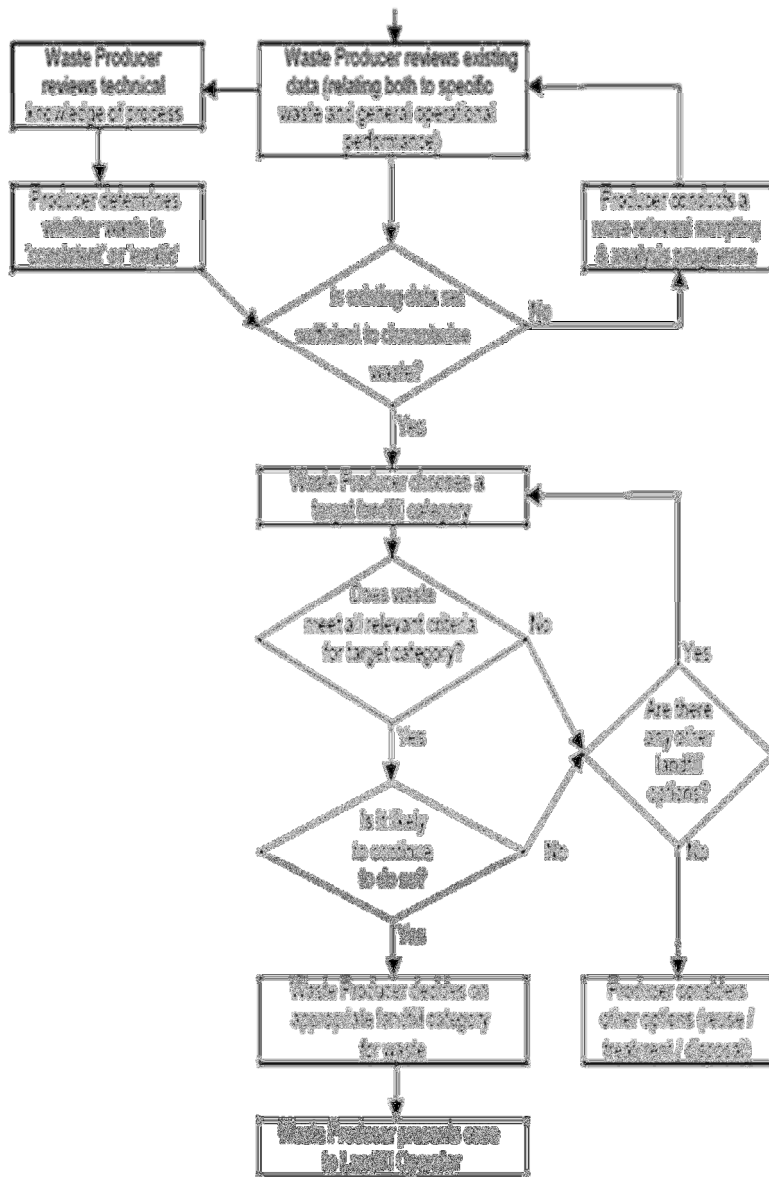 Waste Producer
reviews technical
knowledge of process
Waste Producer reviews existing
data (relating both to specific
waste and general operational
performance)
Producer determines
whether waste is
or
Producer conducts a
more relevant sampling
& analysis programme
Is existing data set
sufficient to characterise
waste?
No
Yes
Waste Producer chooses a
target landfill category
Does waste
meet all relevant criteria
for target category?
No
Yes
Yes
Are there
any other
landfill
options?
Is it likely
to continue
to do so?
No
No
Yes
Waste Producer decides on
appropriate landfill category
for waste
Producer considers
other options (reuse /
treatment / disposal)
Waste Producer presents case
to Landfill Operator